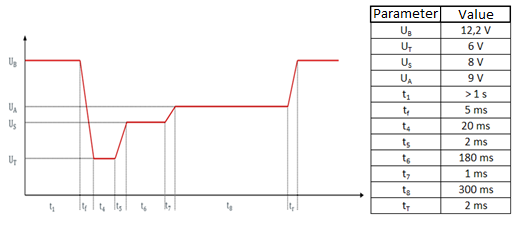 U_B
U_A
U_S
U_T
t_1 t_f t_4 t_5 t_6 t_7 t_8 t_r
Parameter Value
U_B 12,2 V
U_T 6 V
U_S 8 V
U_A 9 V
t_1 > 1 s
t_f 5 ms
t_4 20 ms
t_5 2 ms
t_6 180 ms
t_7 1 ms
t_8 300 ms
t_T 2 ms